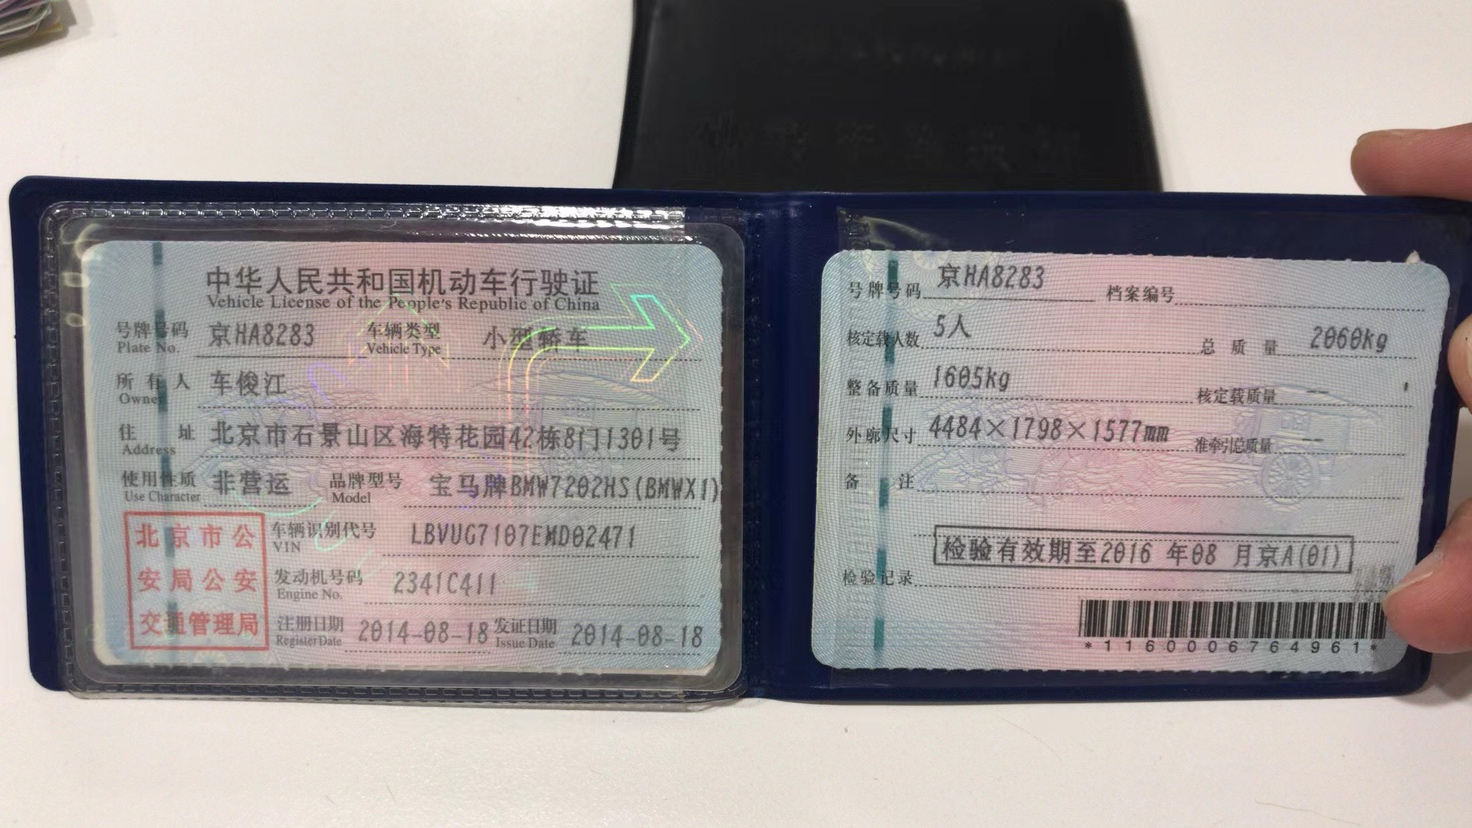 中华人民共和国机动车行驶证
Vehicle License of the People's Republic of China
号牌号码 京HA8283 车辆类型 小型轿车
Plate No. Vehicle Type
所有人 车俊江
Owner
住址 北京市石景山区海特花园42栋8门1301号
Address
使用性质 非营运 品牌型号 宝马牌BMW7202HS(BMWX1)
Use Character Model
北京市公
安局公安
交通管理局
车辆识别代号 LBVUG7107EMD02471
VIN
发动机号码 2341C411
Engine No.
注册日期 2014-08-18 发证日期 2014-08-18
Register Date Issue Date
号牌号码 京HA8283 档案编号
核定载人数 5人 总质量 2060kg
整备质量 1605kg 核定载质量 --
外廓尺寸 4484×1798×1577mm 准牵引总质量 --
备注
检验有效期至2016 年08 月京A(01)
检验记录
*1160006764961*